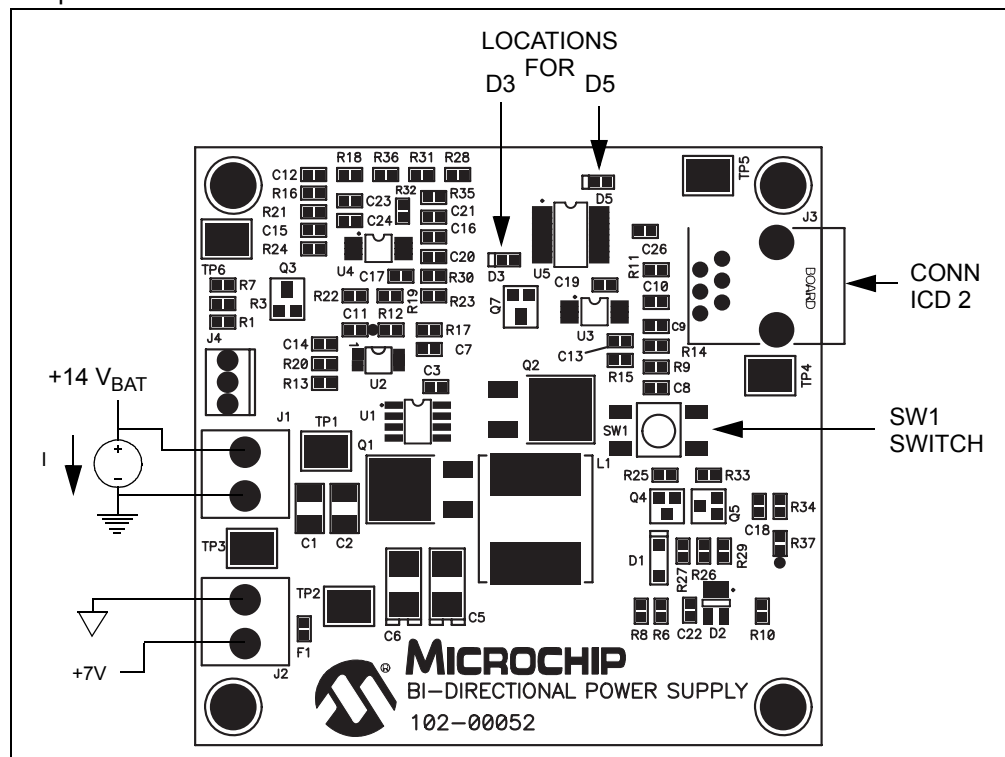 LOCATIONS
FOR
D3 D5
C12 R18 R36 R31 R28
R16 C23 R32 R35
R21 C24 C21
C15 C16
R24 U4 C20
TP6 Q3 C17 R30
R7 R22 R19 R23
R3 C11 R12 R17
R1
J4 C14 U2 C7
R20 C3
R13 U1
D5 TP5 J3
D3 U5 C19 R11 C26
Q7 U3 C10
C9
C13 R14
R15 R9
C8 TP4
BOARD
CONN
ICD 2
+14 VBAT
I
+
-
J1 TP1 Q1 Q2 L1
SW1
SW1
SWITCH
R25 R33
Q4 Q5
C18 R34
R37
D1 R27 R26 R29
R8 R6 C22 D2 R10
TP3 C1 C2
TP2 C6 C5
F1
J2
+7V
® MICROCHIP
BI-DIRECTIONAL POWER SUPPLY
102-00052